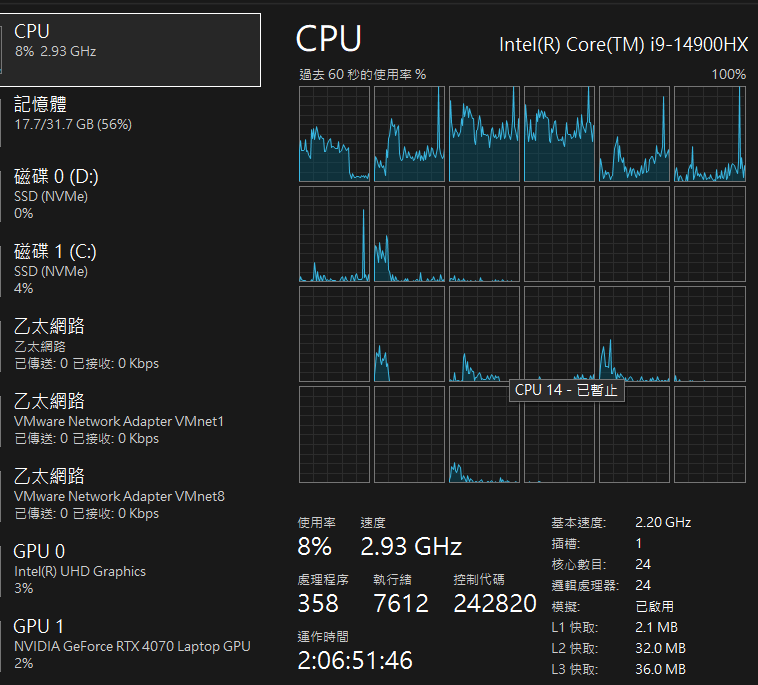 CPU
8% 2.93 GHz
記憶體
17.7/31.7 GB (56%)
磁碟 0 (D:)
SSD (NVMe)
0%
磁碟 1 (C:)
SSD (NVMe)
4%
乙太網路
乙太網路
已傳送: 0 已接收: 0 Kbps
乙太網路
VMware Network Adapter VMnet1
已傳送: 0 已接收: 0 Kbps
乙太網路
VMware Network Adapter VMnet8
已傳送: 0 已接收: 0 Kbps
GPU 0
Intel(R) UHD Graphics
3%
GPU 1
NVIDIA GeForce RTX 4070 Laptop GPU
2%
CPU
Intel(R) Core(TM) i9-14900HX
過去 60 秒的使用率 %
100%
CPU 14 - 已暫止
使用率
8%
速度
2.93 GHz
處理程序
358
執行緒
7612
控制代碼
242820
運作時間
2:06:51:46
基本速度: 2.20 GHz
插槽: 1
核心數目: 24
邏輯處理器: 24
模擬: 已啟用
L1 快取: 2.1 MB
L2 快取: 32.0 MB
L3 快取: 36.0 MB